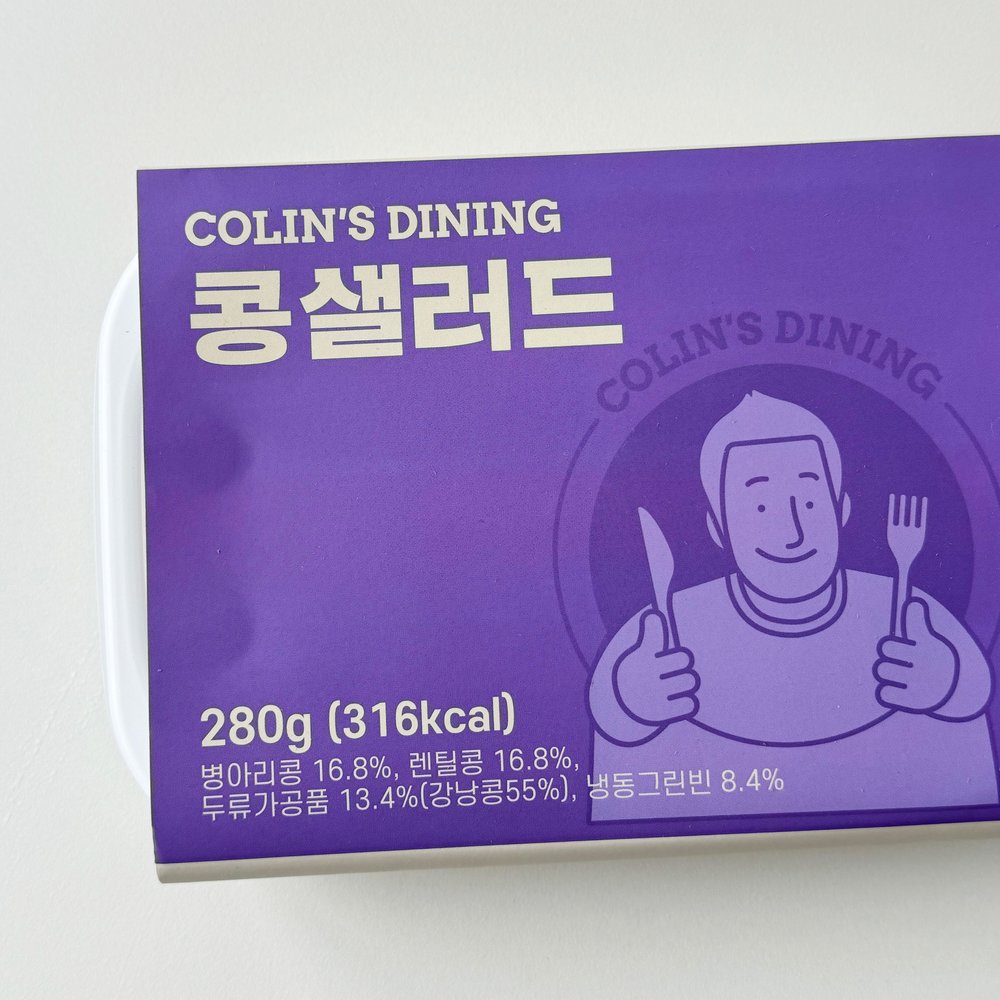 COLIN'S DINING
콩샐러드
COLIN'S DINING
280g (316kcal)
병아리콩 16.8%, 렌틸콩 16.8%,
두류가공품 13.4%(강낭콩55%), 냉동그린빈 8.4%